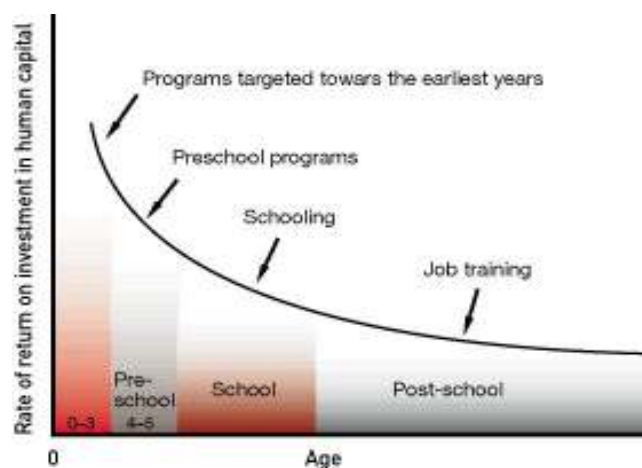 Rate of return on investment in human capital
Programs targeted towars the earliest years
Preschool programs
Schooling
Job training
0–3
Pre-
school
4–5
School
Post-school
0
Age